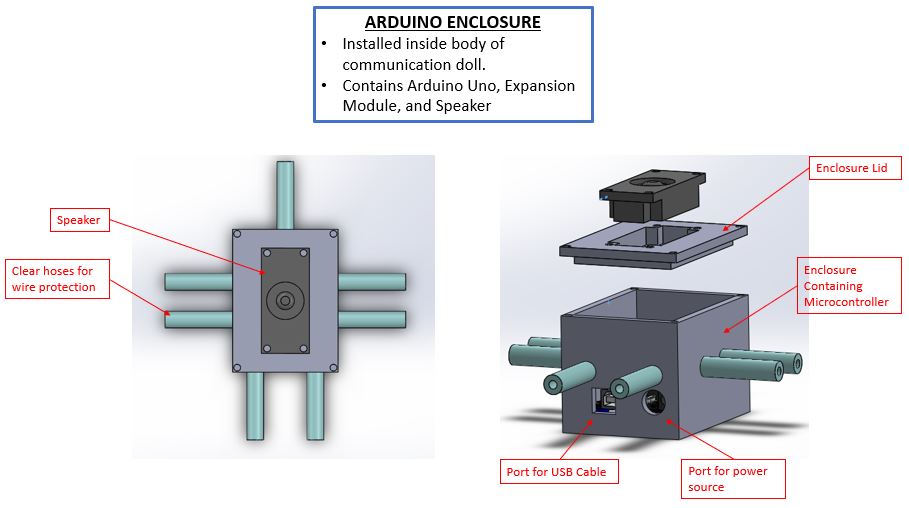 ARDUINO ENCLOSURE
• Installed inside body of
communication doll.
• Contains Arduino Uno, Expansion
Module, and Speaker
Speaker
Clear hoses for
wire protection
Enclosure Lid
Enclosure
Containing
Microcontroller
Port for USB Cable
Port for power
source